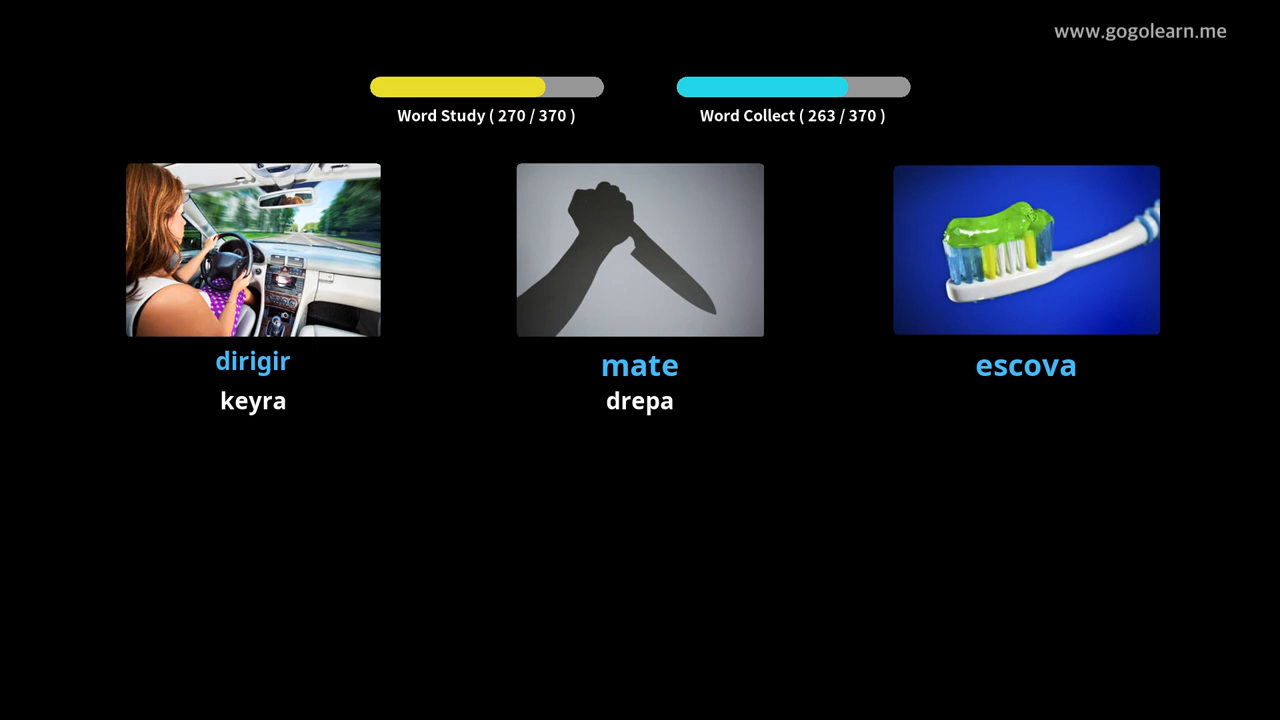 www.gogolearn.me
Word Study ( 270 / 370 )
Word Collect ( 263 / 370 )
dirigir
keyra
mate
drepa
escova